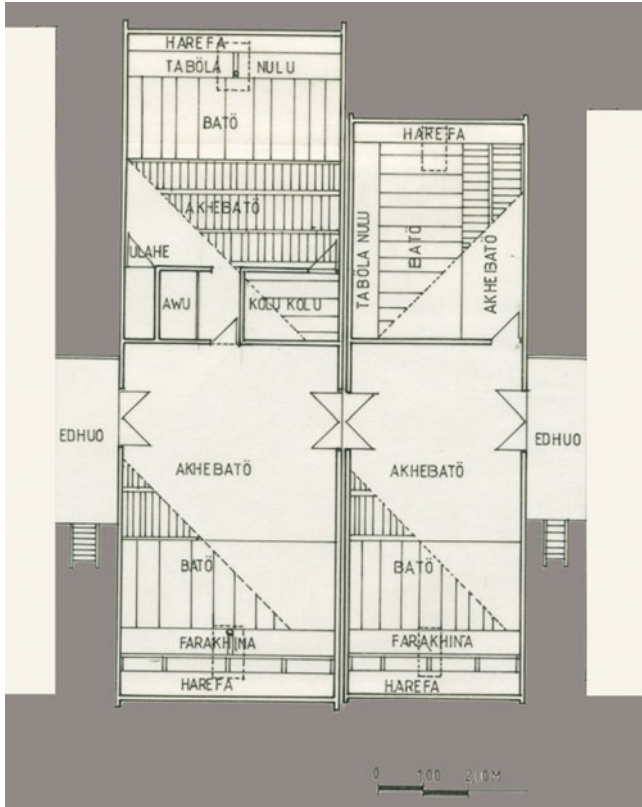 HAREFA
TABÖLA NULU
BATÖ
AKHEBATÖ
ULAHE
AWU
KOLU KOLU
HAREFA
TABÖLA NULU
BATÖ
AKHEBATÖ
EDHUO
AKHEBATÖ
AKHEBATÖ
EDHUO
BATÖ
BATÖ
FARAKHINA
FARAKHINA
HAREFA
HAREFA
0 1,00 2,00 M